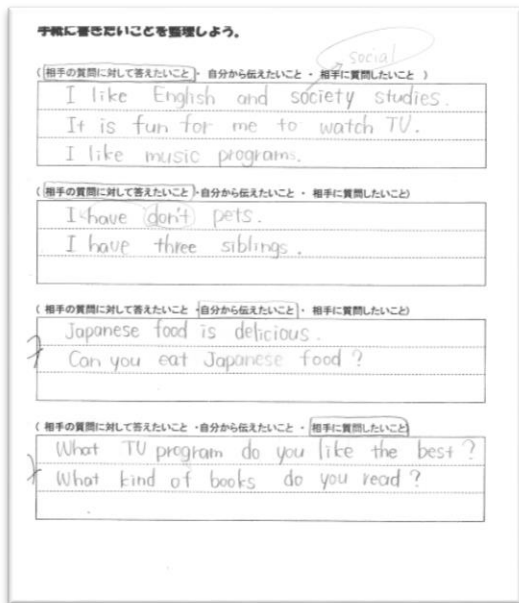 手紙に書きたいことを整理しよう。
social
( 相手の質問に対して答えたいこと ・ 自分から伝えたいこと ・ 相手に質問したいこと )
I like English and society studies.
It is fun for me to watch TV.
I like music programs.
( 相手の質問に対して答えたいこと ・自分から伝えたいこと ・ 相手に質問したいこと)
I have don't pets.
I have three siblings.
( 相手の質問に対して答えたいこと ・自分から伝えたいこと ・ 相手に質問したいこと)
Japanese food is delicious.
Can you eat Japanese food?
( 相手の質問に対して答えたいこと ・自分から伝えたいこと ・ 相手に質問したいこと)
What TV program do you like the best?
What kind of books do you read?